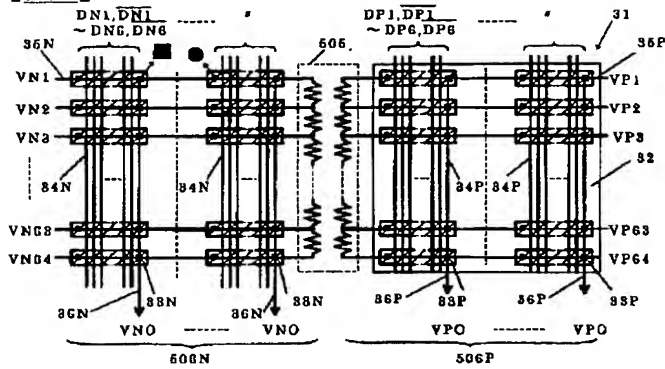 DN1,DN1 ----- 〃 DP1,DP1 ----- 〃 31
~DN6,DN6 505. ~DP6,DP6
35N 35P
VN1 VP1
VN2 VP2
VN3 VP3
34N 34N 34P 34P 32
VN63 VP63
VN64 VP64
36N 33N 36N 33N 36P 33P 36P 33P
VNO ----- VNO VPO ----- VPO
506N 506P